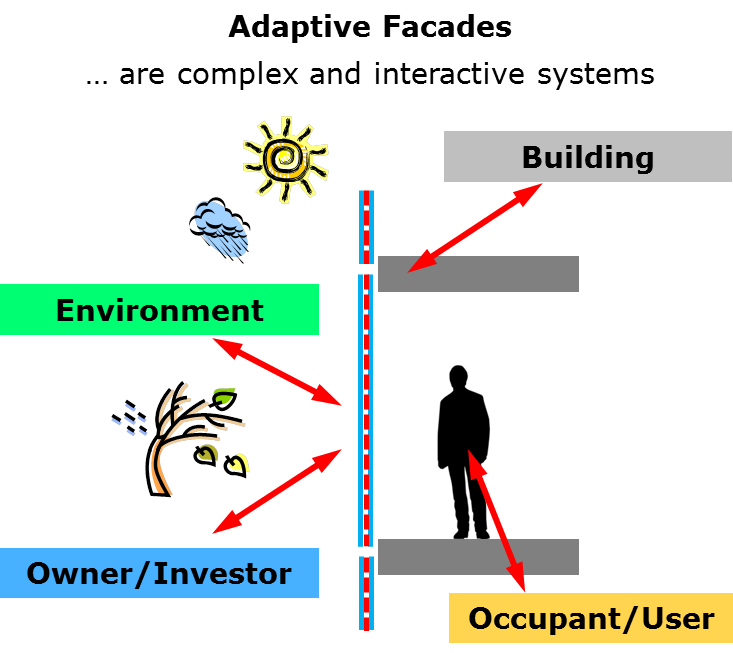 Adaptive Facades
… are complex and interactive systems
Building
Environment
Owner/Investor
Occupant/User